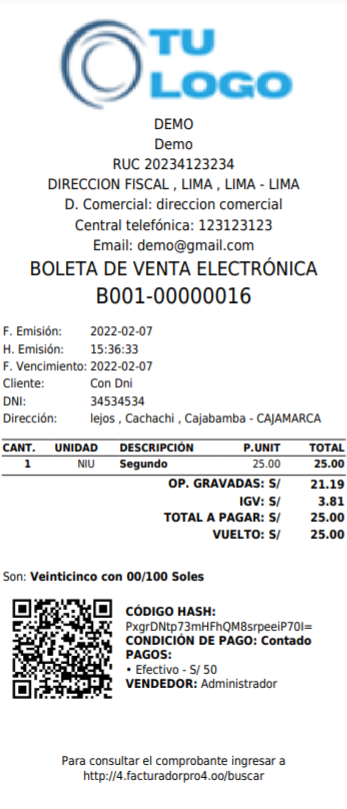 TU
LOGO
DEMO
Demo
RUC 20234123234
DIRECCION FISCAL , LIMA , LIMA - LIMA
D. Comercial: direccion comercial
Central telefónica: 123123123
Email: demo@gmail.com
BOLETA DE VENTA ELECTRÓNICA
B001-00000016
F. Emisión: 2022-02-07
H. Emisión: 15:36:33
F. Vencimiento: 2022-02-07
Cliente: Con Dni
DNI: 34534534
Dirección: lejos , Cachachi , Cajabamba - CAJAMARCA
CANT. UNIDAD DESCRIPCIÓN P.UNIT TOTAL
1 NIU Segundo 25.00 25.00
OP. GRAVADAS: S/ 21.19
IGV: S/ 3.81
TOTAL A PAGAR: S/ 25.00
VUELTO: S/ 25.00
Son: Veinticinco con 00/100 Soles
CÓDIGO HASH:
PxgrDNtp73mHFhQM8srpeeiP70I=
CONDICIÓN DE PAGO: Contado
PAGOS:
• Efectivo - S/ 50
VENDEDOR: Administrador
Para consultar el comprobante ingresar a
http://4.facturadorpro4.oo/buscar